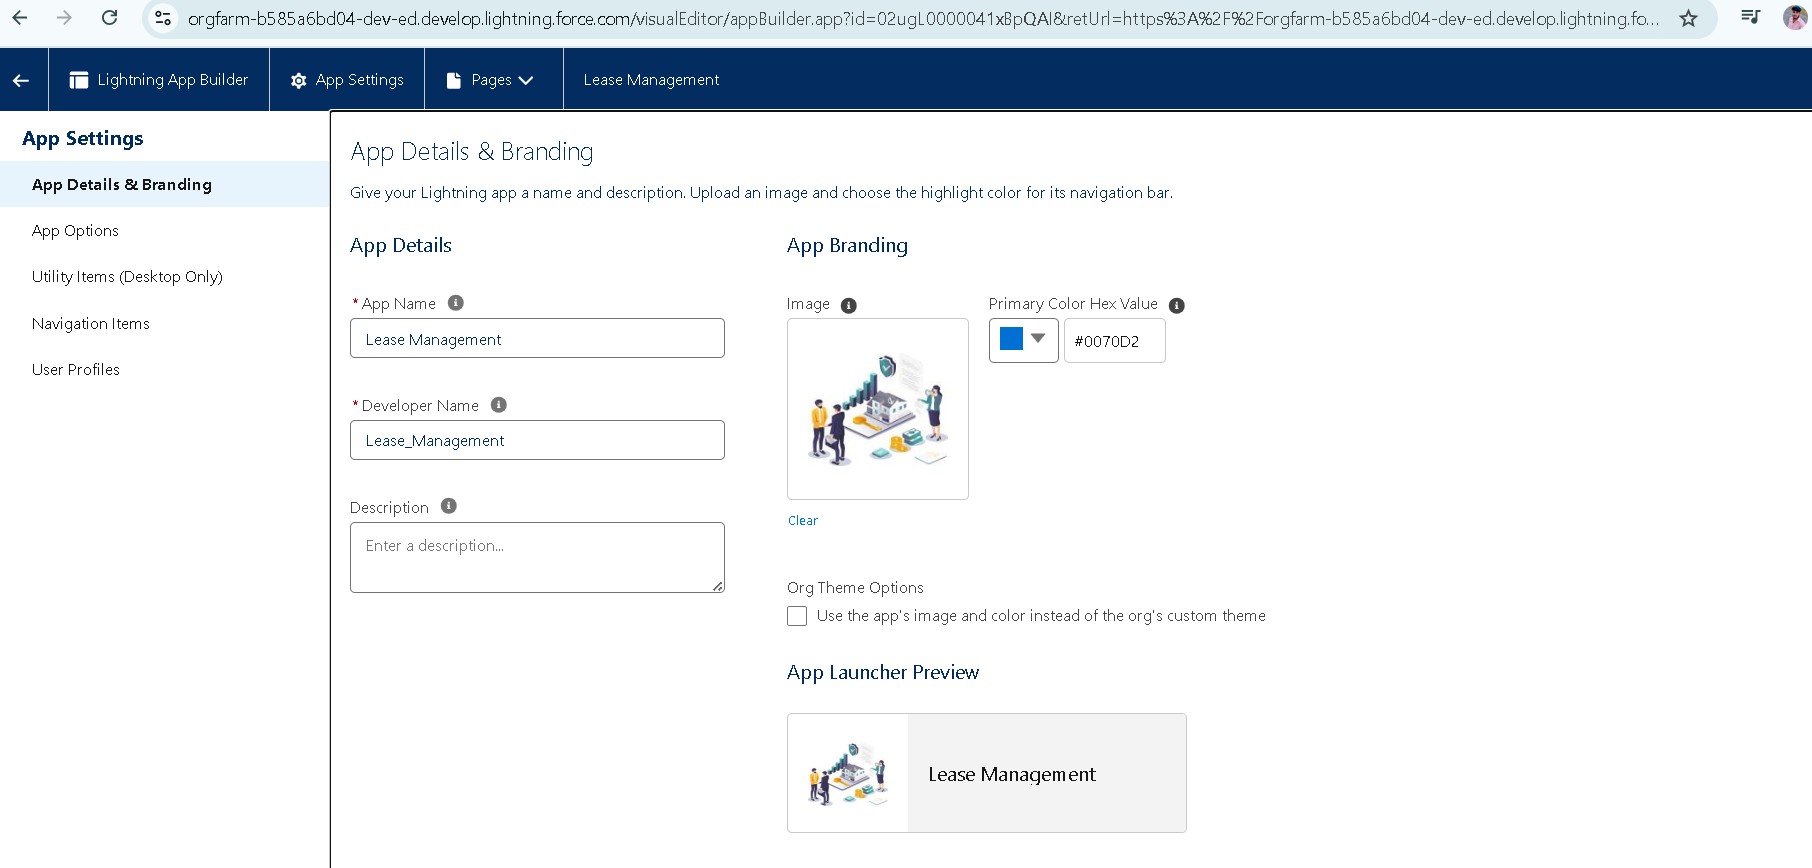 orgfarm-b585a6bd04-dev-ed.develop.lightning.force.com/visualEditor/appBuilder.app?id=02ugL0000041xBpQAI&retUrl=https%3A%2F%2Forgfarm-b585a6bd04-dev-ed.develop.lightning.fo...
Lightning App Builder
App Settings
Pages
Lease Management
App Settings
App Details & Branding
App Options
Utility Items (Desktop Only)
Navigation Items
User Profiles
App Details & Branding
Give your Lightning app a name and description. Upload an image and choose the highlight color for its navigation bar.
App Details
* App Name
Lease Management
* Developer Name
Lease_Management
Description
Enter a description...
App Branding
Image
Clear
Primary Color Hex Value
#0070D2
Org Theme Options
Use the app's image and color instead of the org's custom theme
App Launcher Preview
Lease Management